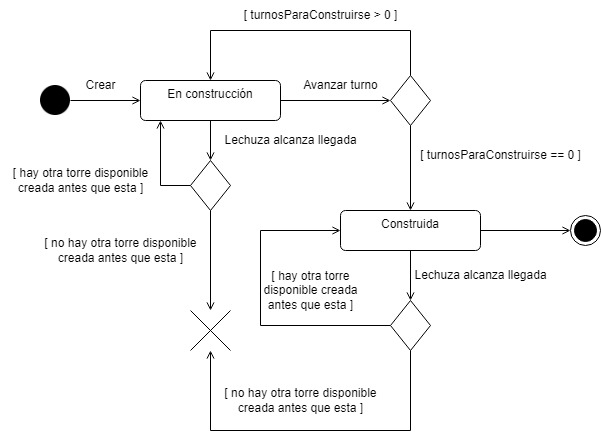 [ turnosParaConstruirse > 0 ]
Crear
En construcción
Avanzar turno
Lechuza alcanza llegada
[ turnosParaConstruirse == 0 ]
[ hay otra torre disponible
creada antes que esta ]
Construida
[ no hay otra torre disponible
creada antes que esta ]
[ hay otra torre
disponible creada
antes que esta ]
Lechuza alcanza llegada
[ no hay otra torre disponible
creada antes que esta ]